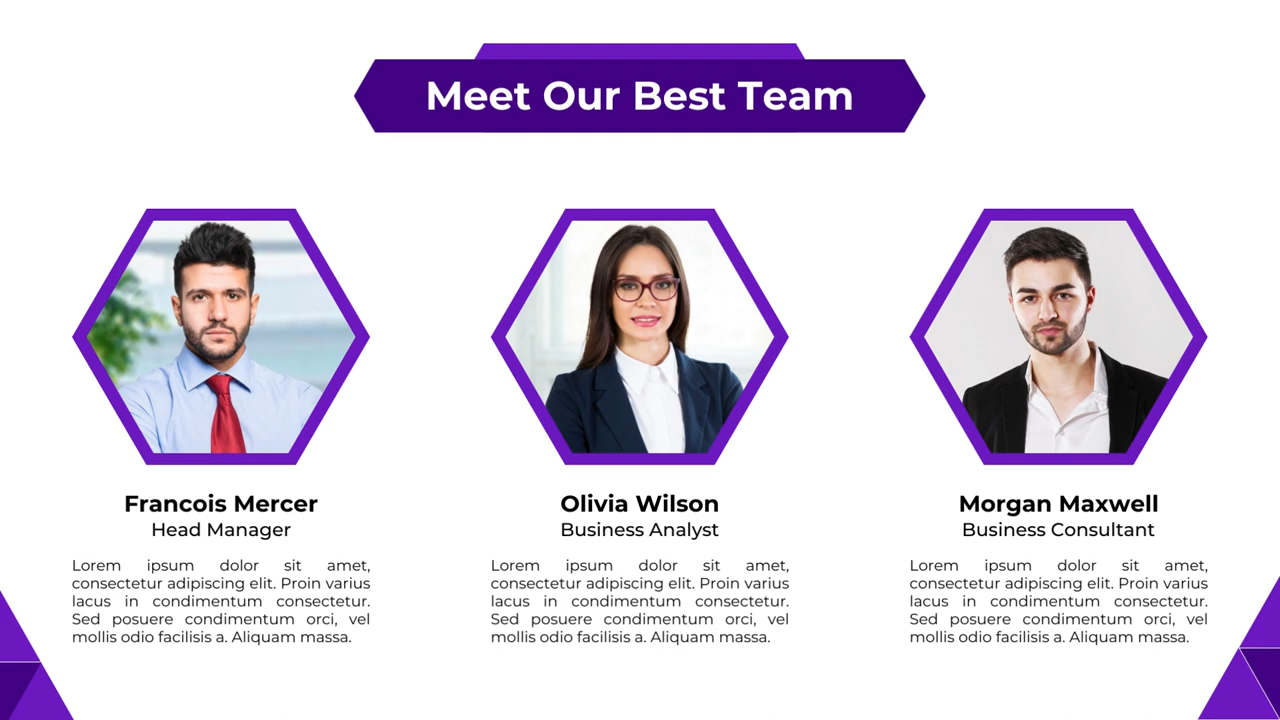 Meet Our Best Team
Francois Mercer
Head Manager
Lorem ipsum dolor sit amet,
consectetur adipiscing elit. Proin varius
lacus in condimentum consectetur.
Sed posuere condimentum orci, vel
mollis odio facilisis a. Aliquam massa.
Olivia Wilson
Business Analyst
Lorem ipsum dolor sit amet,
consectetur adipiscing elit. Proin varius
lacus in condimentum consectetur.
Sed posuere condimentum orci, vel
mollis odio facilisis a. Aliquam massa.
Morgan Maxwell
Business Consultant
Lorem ipsum dolor sit amet,
consectetur adipiscing elit. Proin varius
lacus in condimentum consectetur.
Sed posuere condimentum orci, vel
mollis odio facilisis a. Aliquam massa.